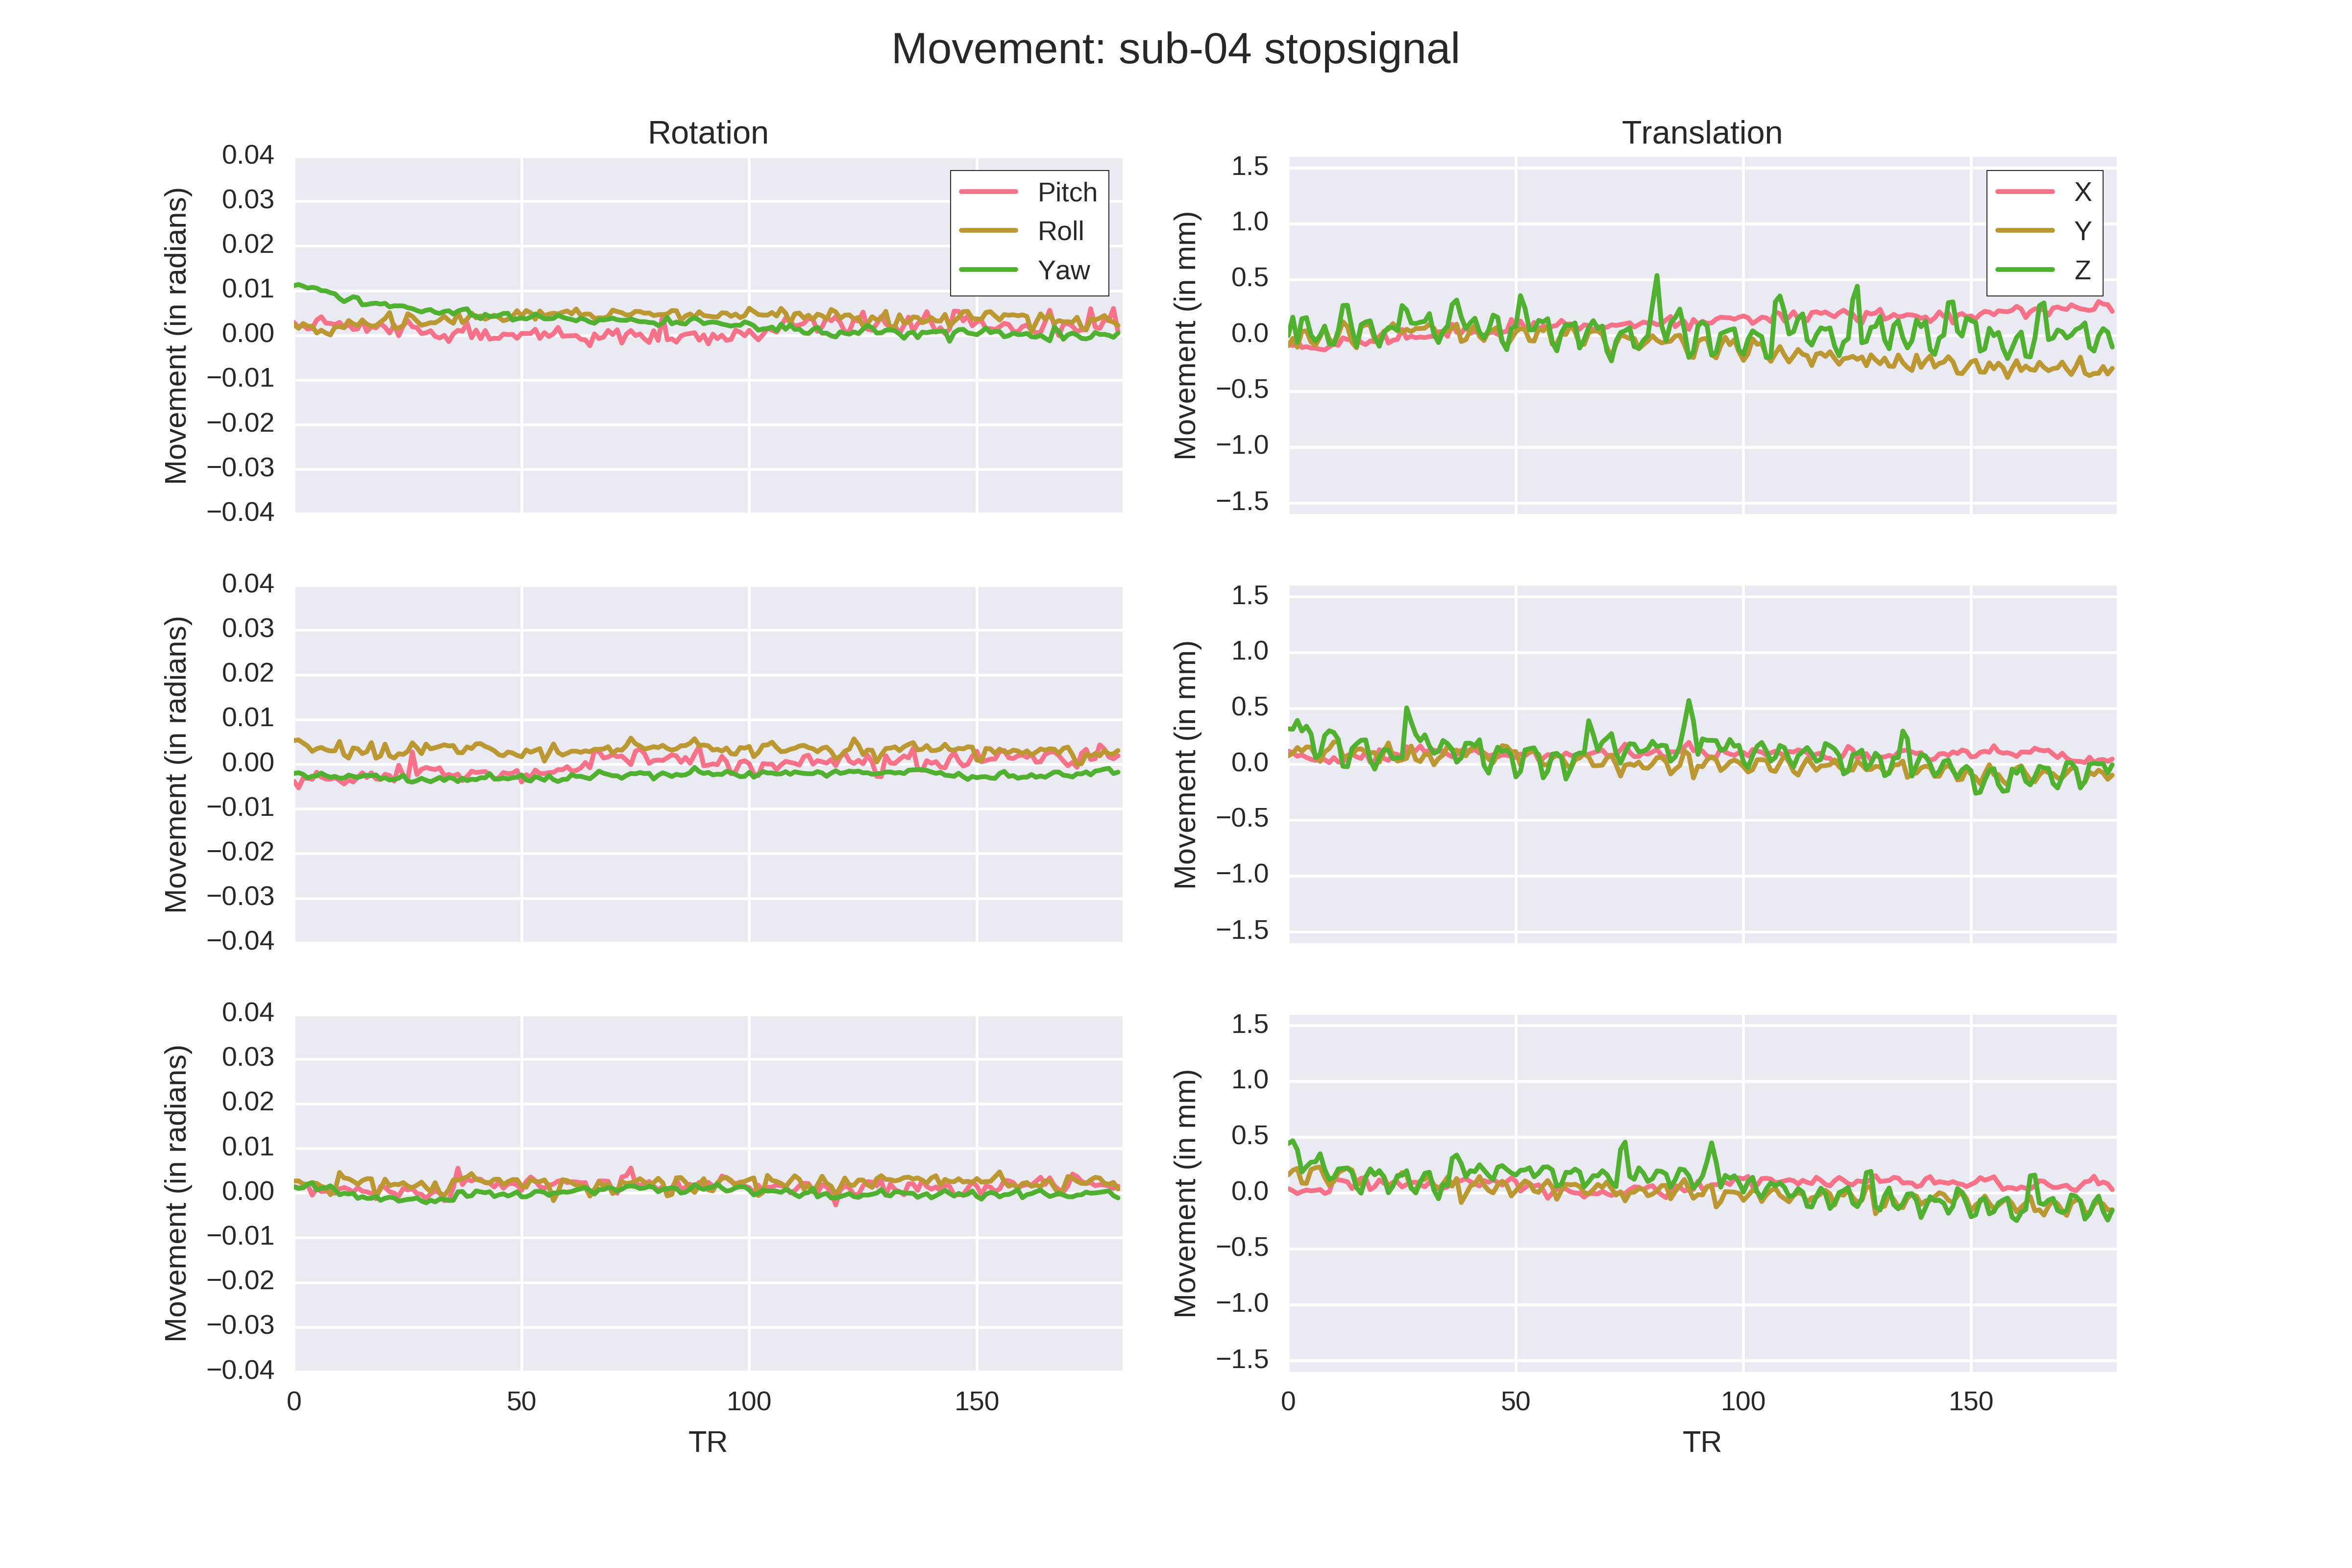 Movement: sub-04 stopsignal
Rotation
Translation
Movement (in radians)
0.04
0.03
0.02
0.01
0.00
−0.01
−0.02
−0.03
−0.04
Pitch
Roll
Yaw
Movement (in mm)
1.5
1.0
0.5
0.0
−0.5
−1.0
−1.5
X
Y
Z
Movement (in radians)
0.04
0.03
0.02
0.01
0.00
−0.01
−0.02
−0.03
−0.04
Movement (in mm)
1.5
1.0
0.5
0.0
−0.5
−1.0
−1.5
Movement (in radians)
0.04
0.03
0.02
0.01
0.00
−0.01
−0.02
−0.03
−0.04
0 50 100 150
TR
Movement (in mm)
1.5
1.0
0.5
0.0
−0.5
−1.0
−1.5
0 50 100 150
TR